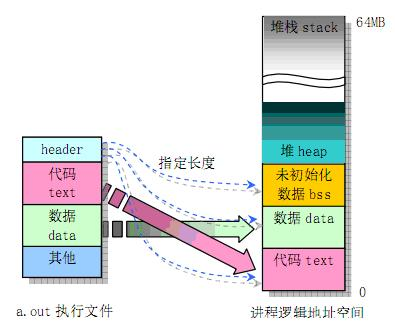 堆栈 stack
64MB
header
指定长度
堆 heap
代码
text
未初始化
数据 bss
数据
data
数据 data
其他
代码 text
0
a.out 执行文件
进程逻辑地址空间